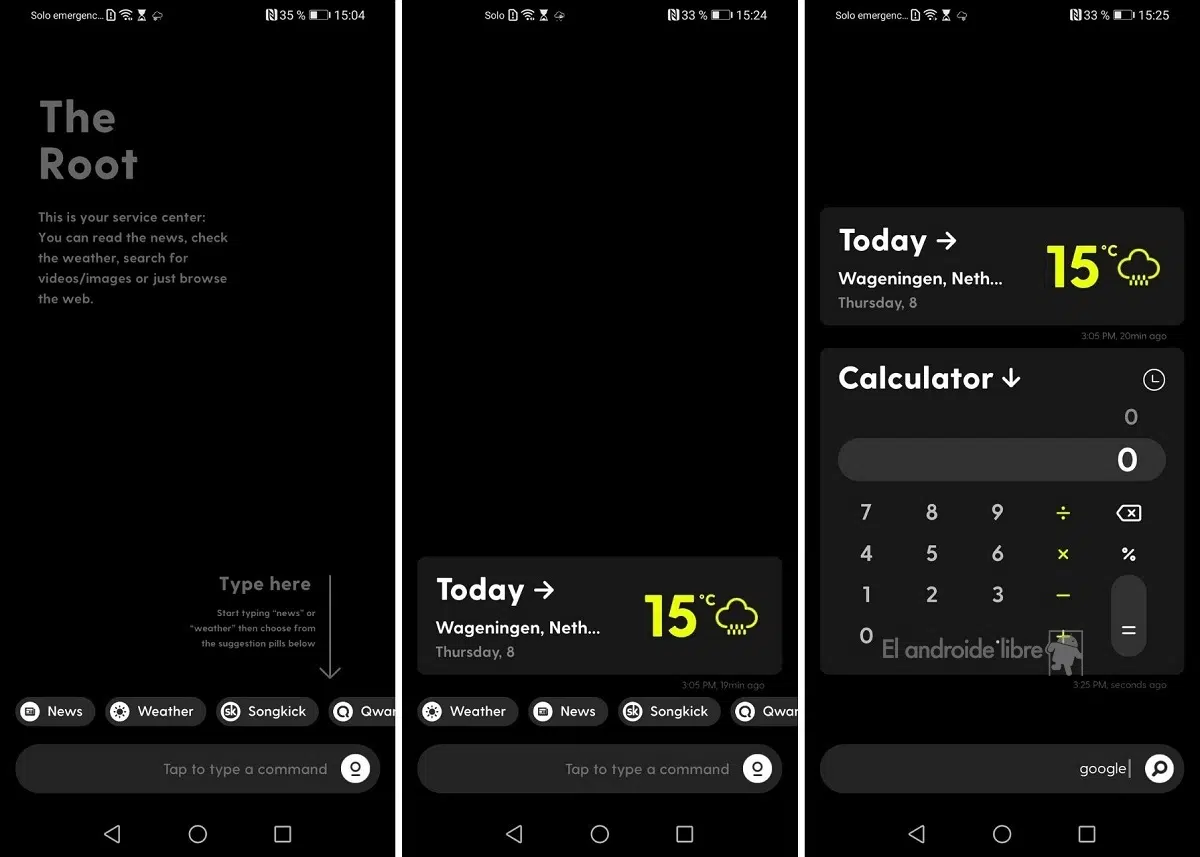 Solo emergenc...
35 %
15:04
The
Root
This is your service center:
You can read the news, check
the weather, search for
videos/images or just browse
the web.
Type here
Start typing "news" or
"weather" then choose from
the suggestion pills below
News
Weather
sk Songkick
Qwar
Tap to type a command
Solo
33 %
15:24
Today →
15 °C
Wageningen, Neth...
Thursday, 8
3:05 PM, 19min ago
Weather
News
sk Songkick
Qwar
Tap to type a command
Solo emergenc...
33 %
15:25
Today →
15 °C
Wageningen, Neth...
Thursday, 8
3:05 PM, 20min ago
Calculator ↓
0
0
7 8 9 ÷
4 5 6 × %
1 2 3 −
0 . + =
El androide libre
3:25 PM, seconds ago
google